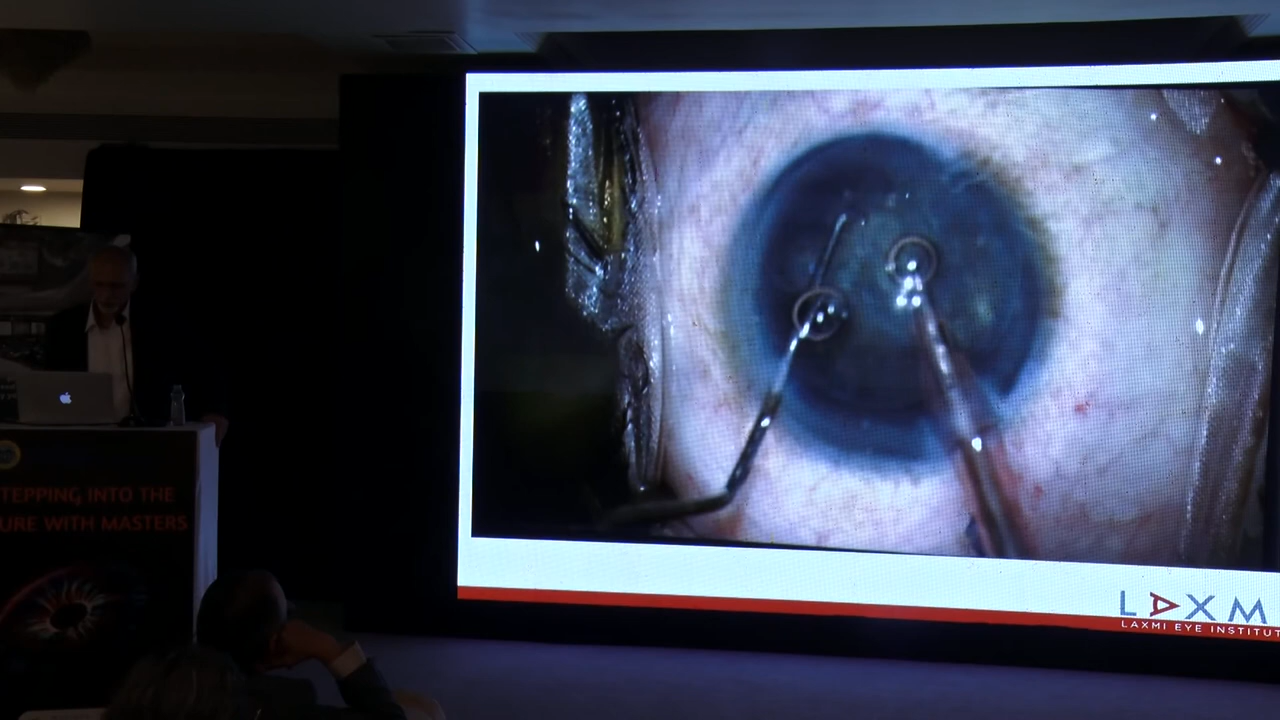 TEPPING INTO THE
URE WITH MASTERS
LAXM
LAXMI EYE INSTITUT